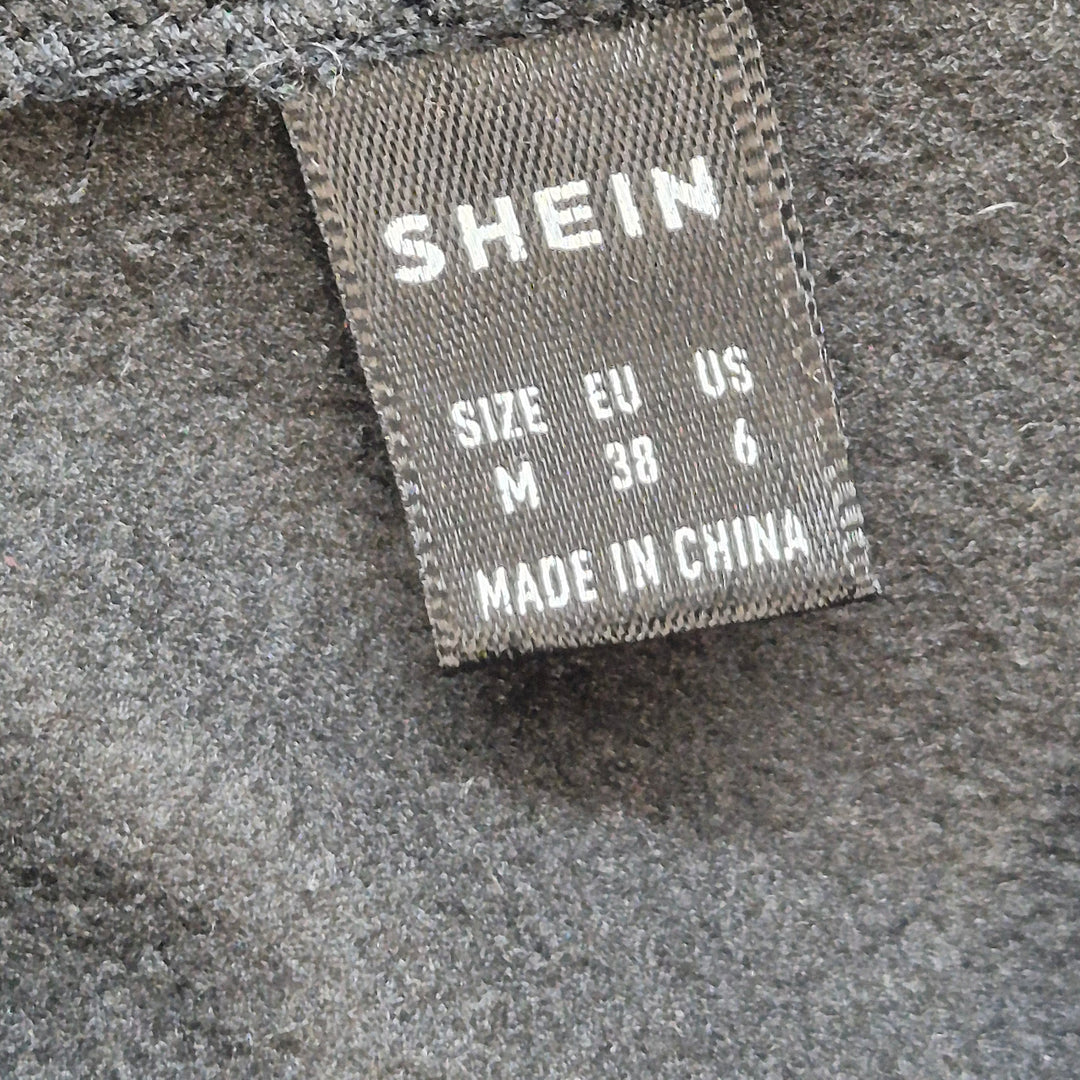 SHEIN
SIZE EU US
M 38 6
MADE IN CHINA